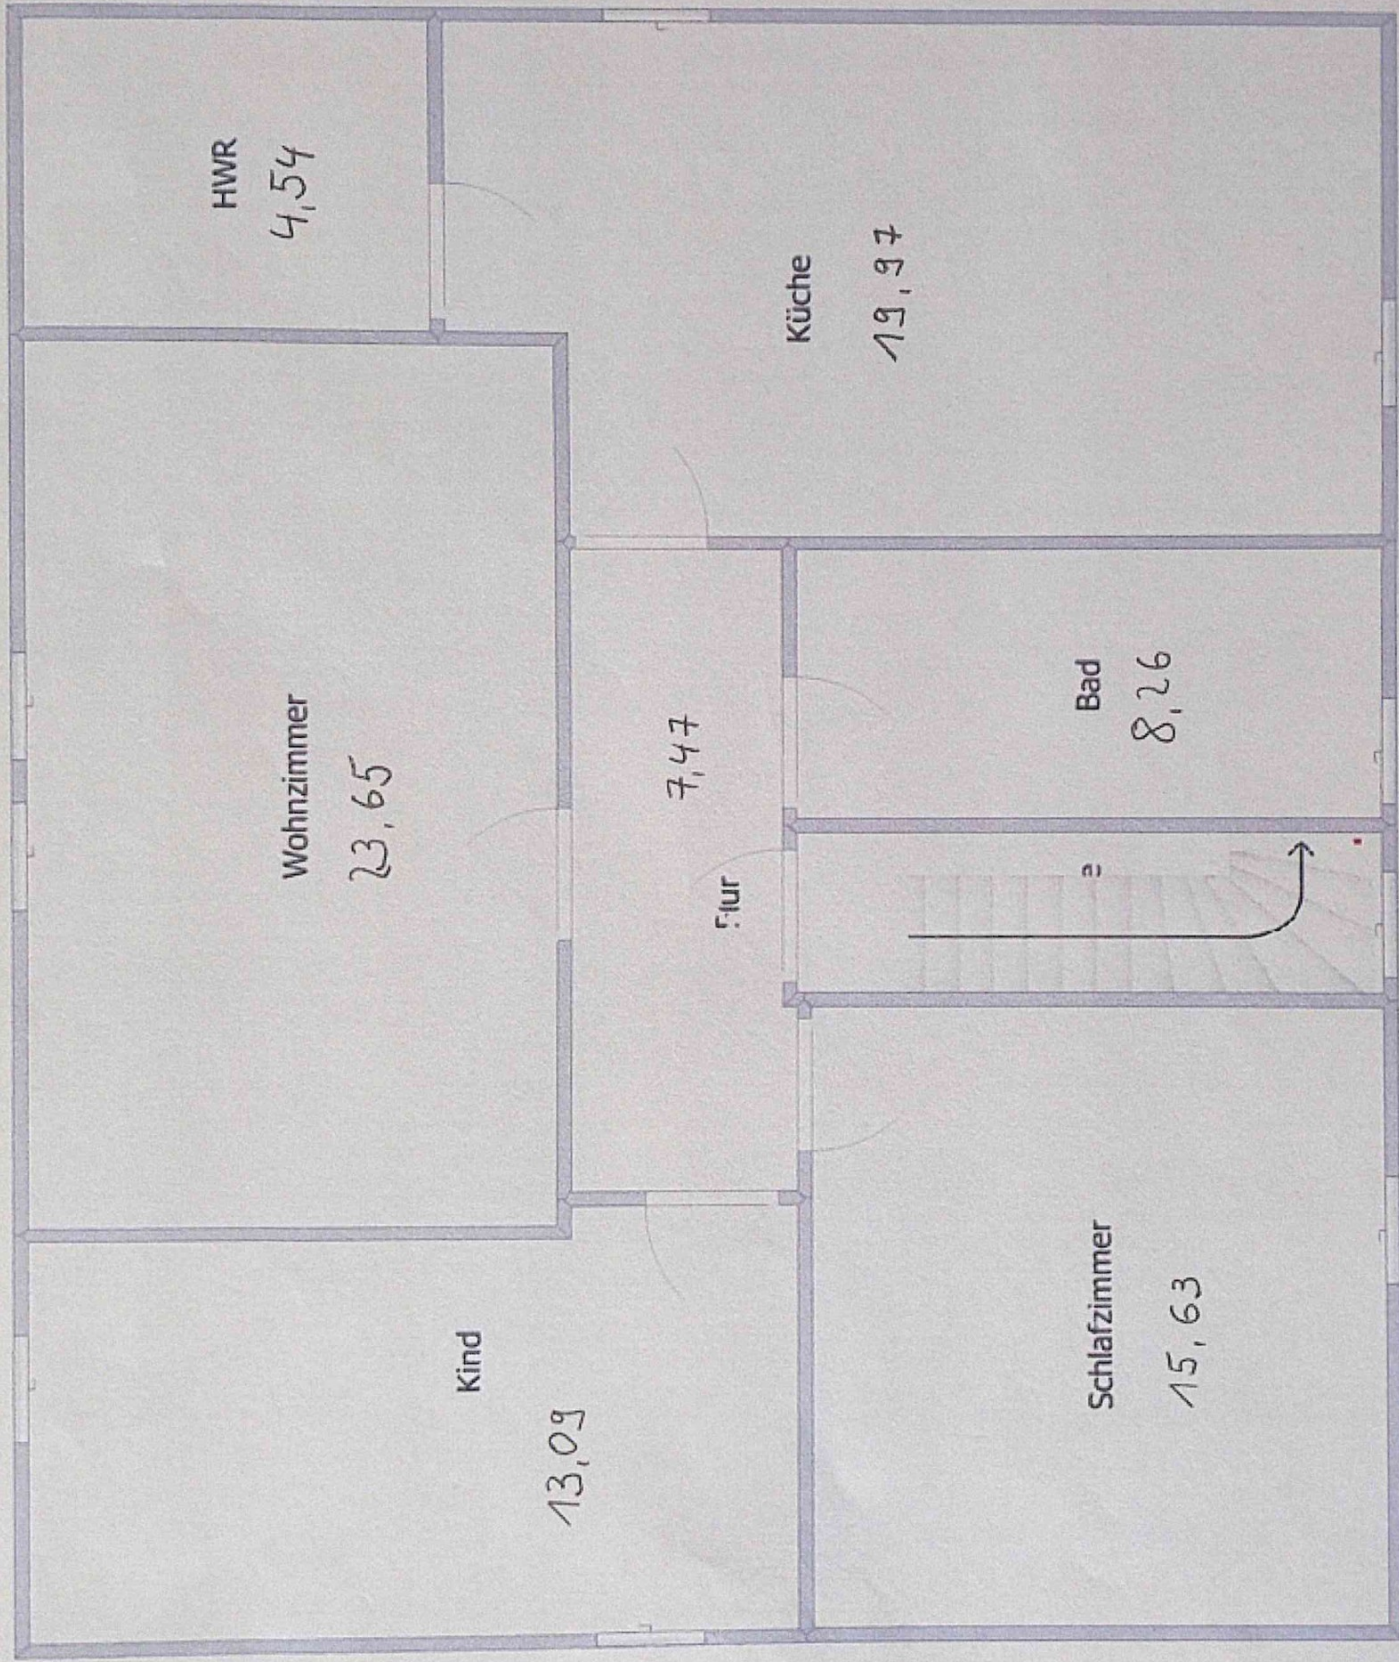 HWR
4,54
Wohnzimmer
23,65
Küche
19,97
7,47
Flur
Bad
8,26
Kind
13,09
Schlafzimmer
15,63